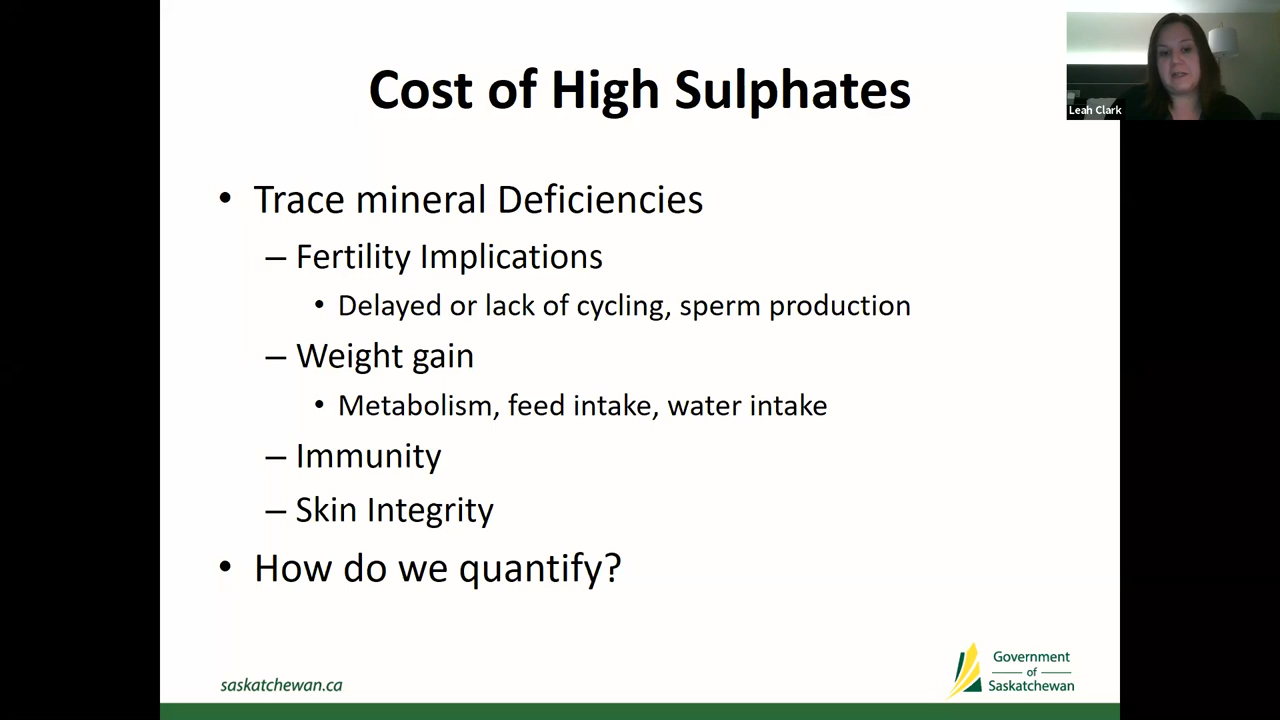 Cost of High Sulphates
Leah Clark
• Trace mineral Deficiencies
– Fertility Implications
• Delayed or lack of cycling, sperm production
– Weight gain
• Metabolism, feed intake, water intake
– Immunity
– Skin Integrity
• How do we quantify?
saskatchewan.ca
Government
of
Saskatchewan